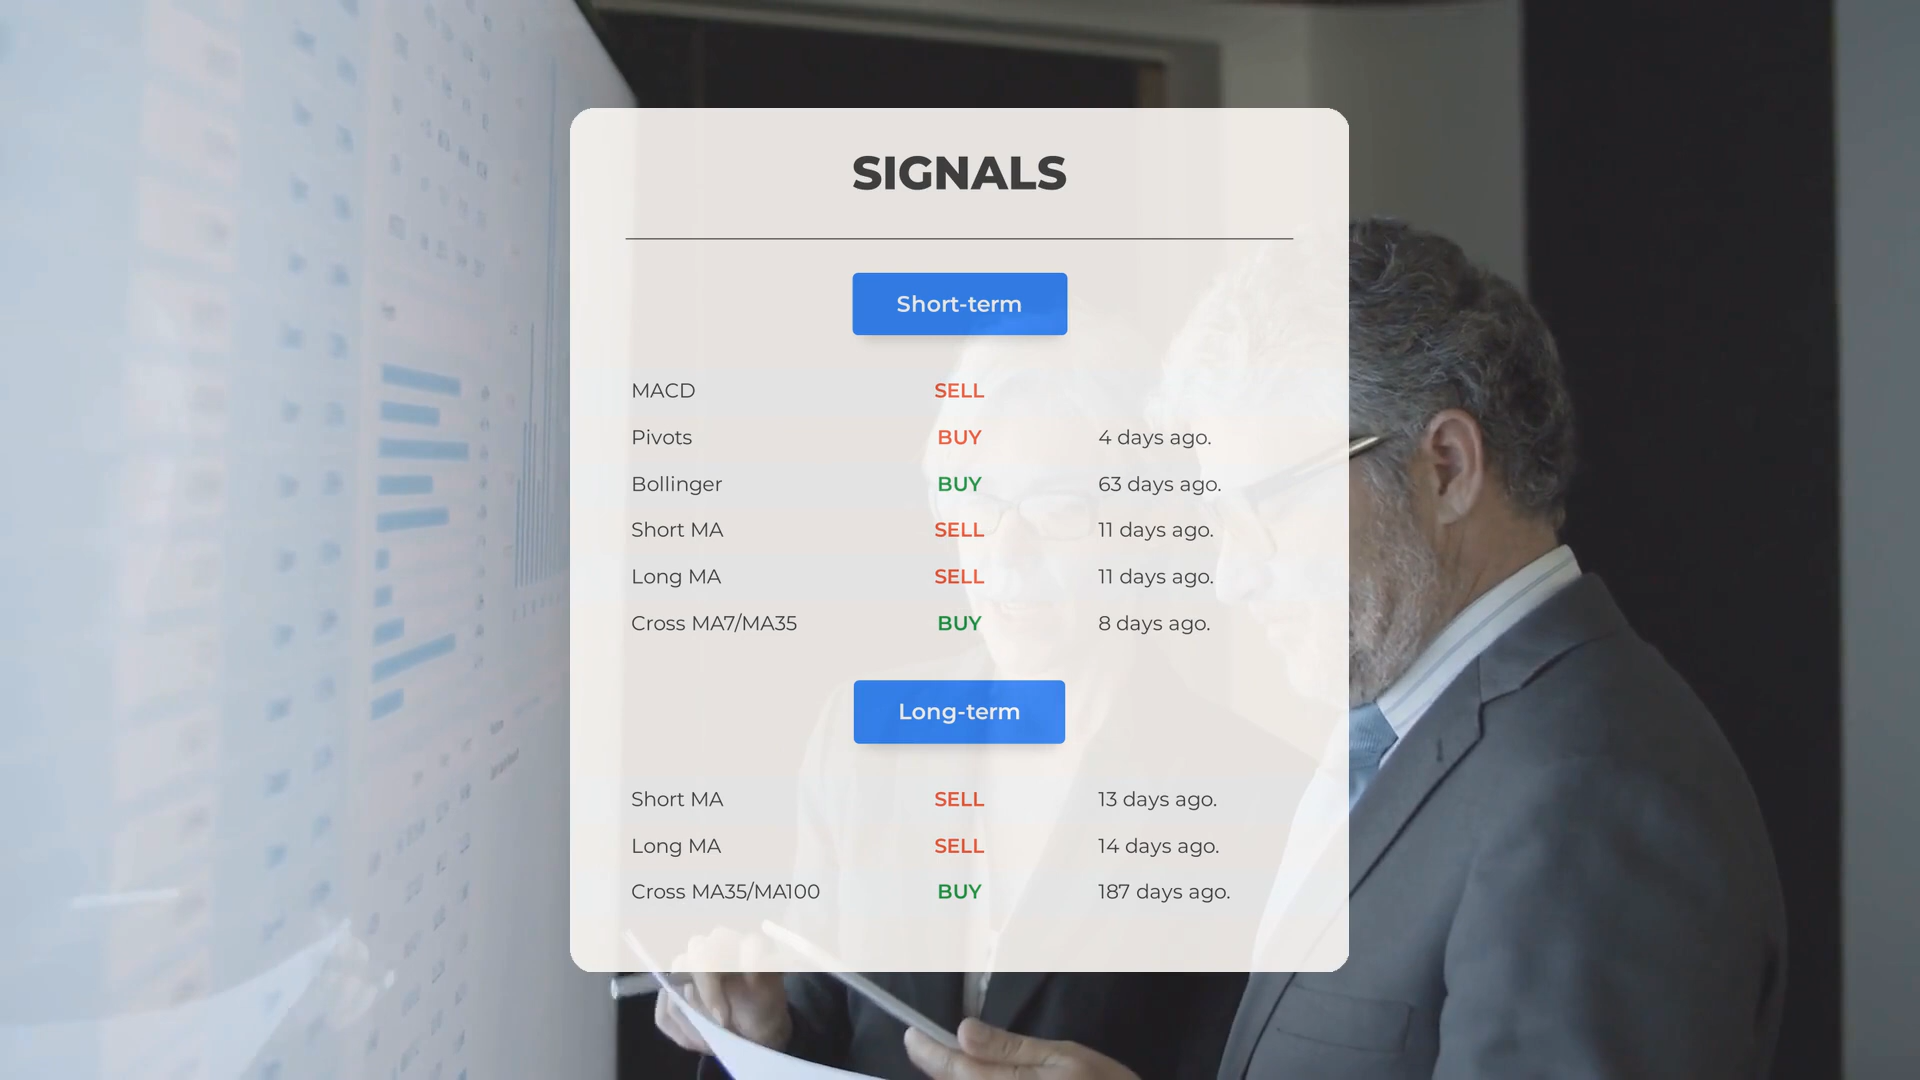 SIGNALS
Short-term
MACD SELL
Pivots BUY 4 days ago.
Bollinger BUY 63 days ago.
Short MA SELL 11 days ago.
Long MA SELL 11 days ago.
Cross MA7/MA35 BUY 8 days ago.
Long-term
Short MA SELL 13 days ago.
Long MA SELL 14 days ago.
Cross MA35/MA100 BUY 187 days ago.